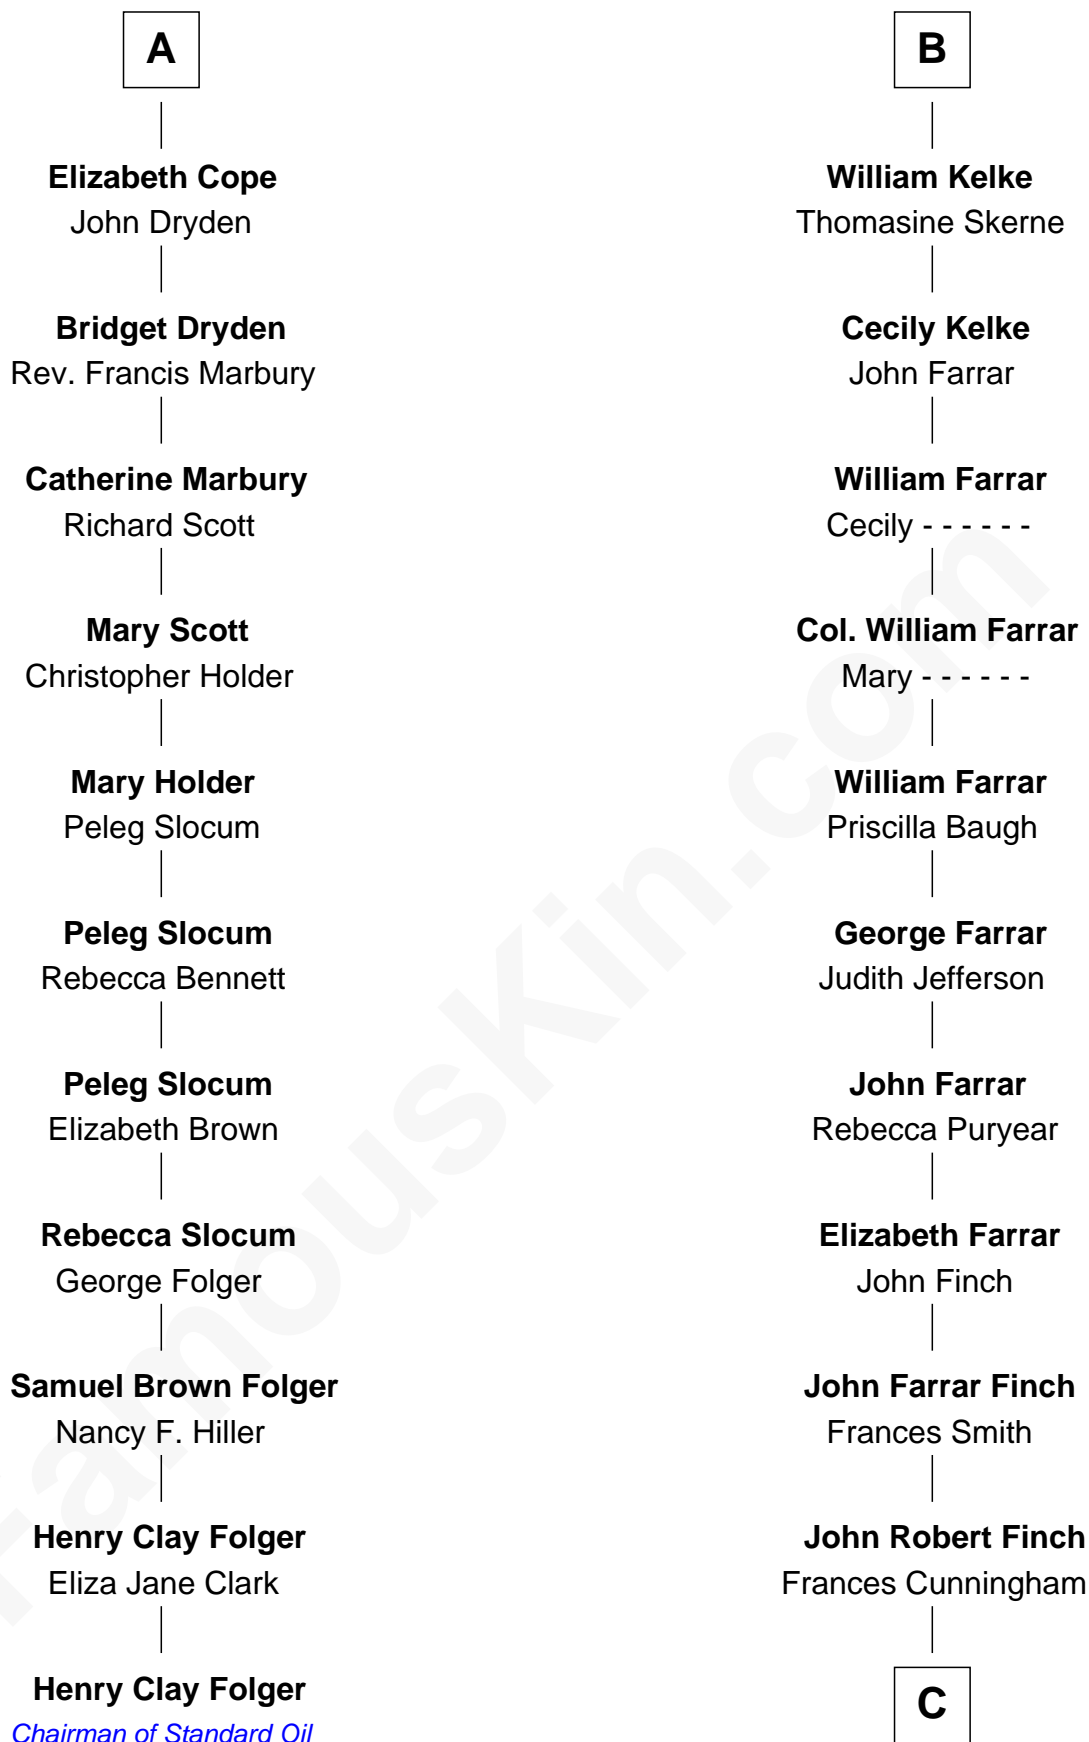 A
Elizabeth Cope
John Dryden
Bridget Dryden
Rev. Francis Marbury
Catherine Marbury
Richard Scott
Mary Scott
Christopher Holder
Mary Holder
Peleg Slocum
Peleg Slocum
Rebecca Bennett
Peleg Slocum
Elizabeth Brown
Rebecca Slocum
George Folger
Samuel Brown Folger
Nancy F. Hiller
Henry Clay Folger
Eliza Jane Clark
Henry Clay Folger
Chairman of Standard Oil
B
William Kelke
Thomasine Skerne
Cecily Kelke
John Farrar
William Farrar
Cecily - - - - - -
Col. William Farrar
Mary - - - - - -
William Farrar
Priscilla Baugh
George Farrar
Judith Jefferson
John Farrar
Rebecca Puryear
Elizabeth Farrar
John Finch
John Farrar Finch
Frances Smith
John Robert Finch
Frances Cunningham
C
FamousKin.com